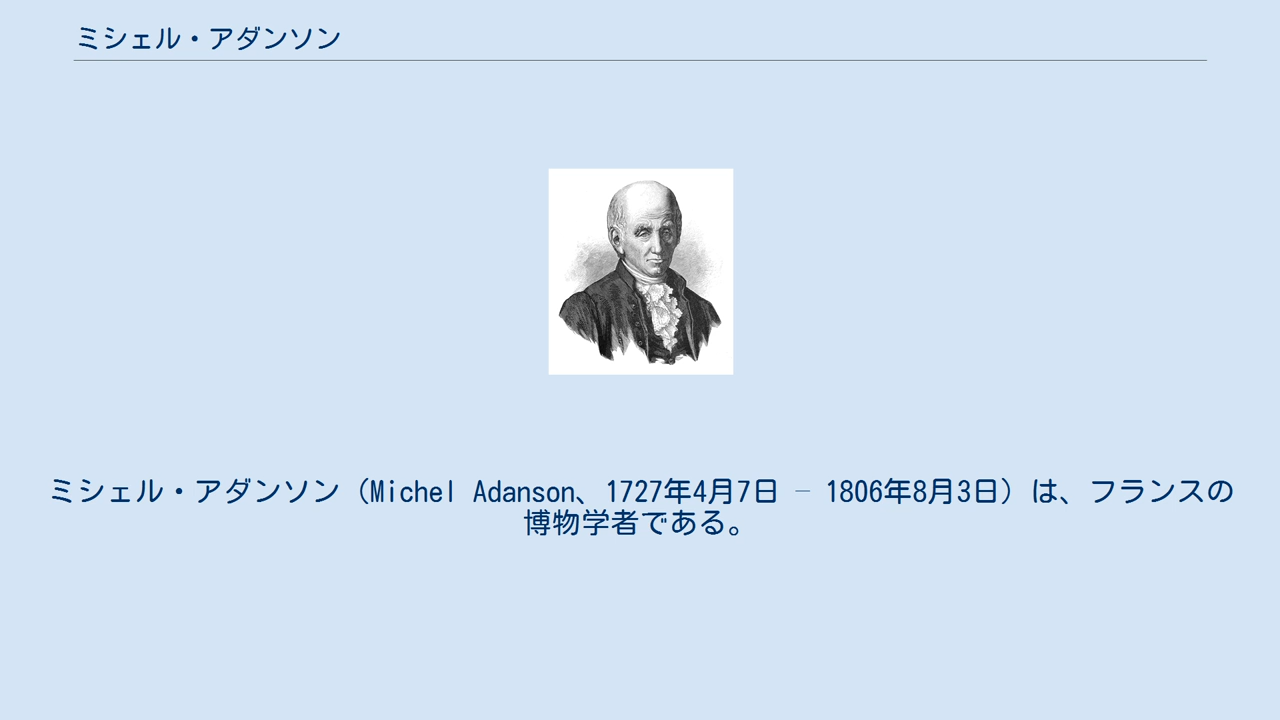 ミシェル・アダンソン
ミシェル・アダンソン（Michel Adanson、1727年4月7日 – 1806年8月3日）は、フランスの
博物学者である。